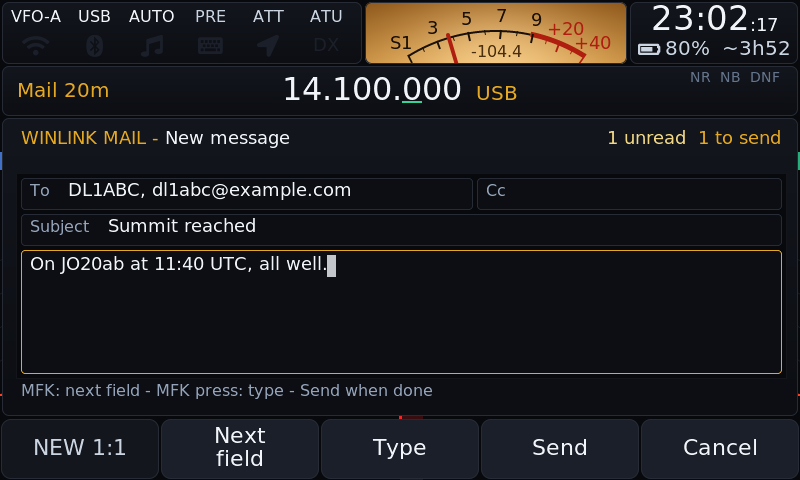 VFO-A USB AUTO PRE ATT ATU
DX
S1 3 5 7 9 +20 +40
-104.4
23:02:17
80% ~3h52
Mail 20m 14.100.000 USB NR NB DNF
WINLINK MAIL - New message 1 unread 1 to send
To DL1ABC, dl1abc@example.com Cc
Subject Summit reached
On JO20ab at 11:40 UTC, all well.
MFK: next field - MFK press: type - Send when done
NEW 1:1 Next field Type Send Cancel